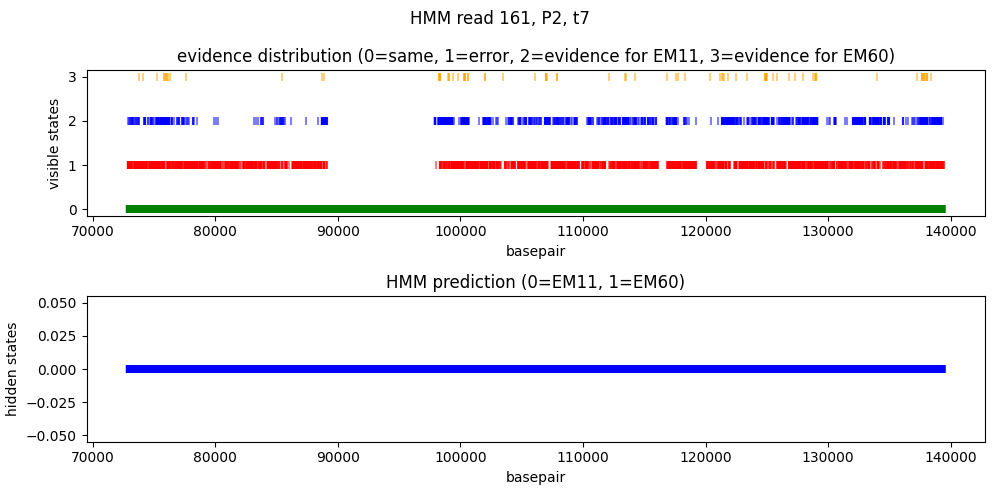 HMM read 161, P2, t7
evidence distribution (0=same, 1=error, 2=evidence for EM11, 3=evidence for EM60)
visible states
3
2
1
0
70000 80000 90000 100000 110000 120000 130000 140000
basepair
HMM prediction (0=EM11, 1=EM60)
hidden states
0.050
0.025
0.000
-0.025
-0.050
70000 80000 90000 100000 110000 120000 130000 140000
basepair